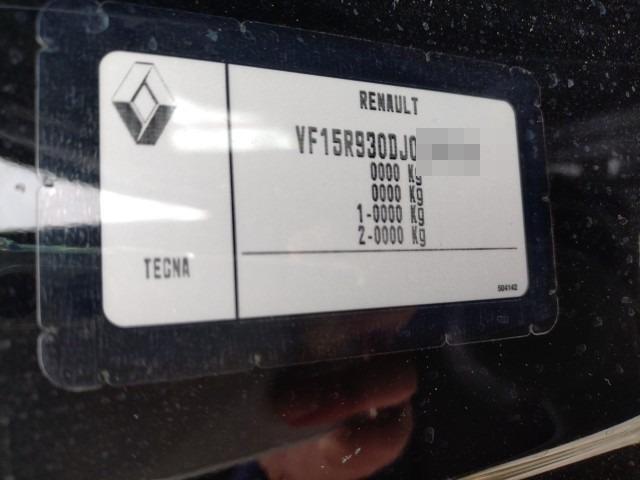 RENAULT
VF15R930DJ0
0000 Kg
0000 Kg
1-0000 Kg
2-0000 Kg
TECNA
504142